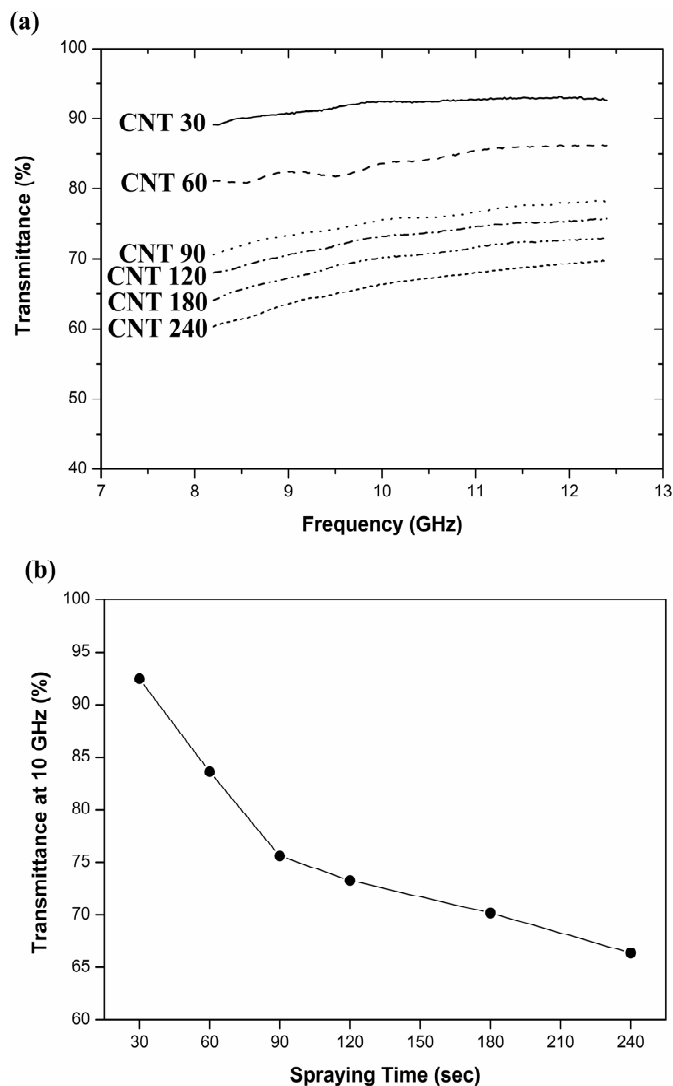 (a)
100
90
80
70
60
50
40
Transmittance (%)
CNT 30
CNT 60
CNT 90
CNT 120
CNT 180
CNT 240
7 8 9 10 11 12 13
Frequency (GHz)
(b)
100
95
90
85
80
75
70
65
60
Transmittance at 10 GHz (%)
30 60 90 120 150 180 210 240
Spraying Time (sec)